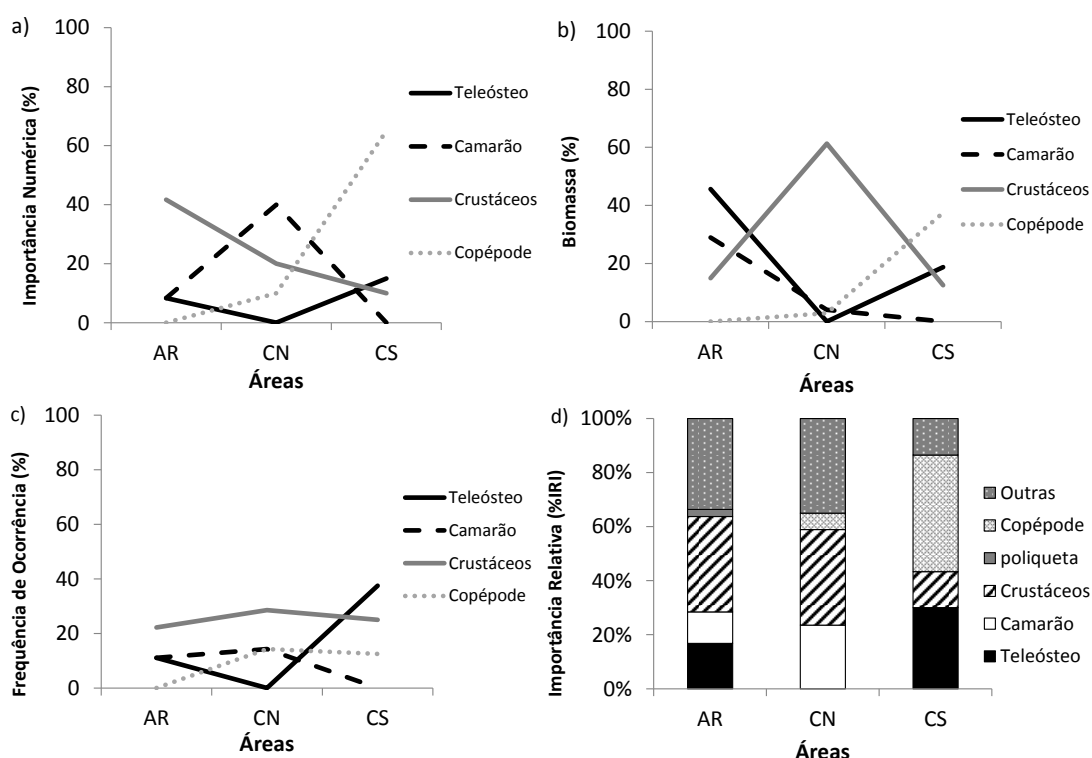 a)
100
80
60
40
20
0
Importância Numérica (%)
AR CN CS
Áreas
Teleósteo
Camarão
Crustáceos
Copépode
b)
100
80
60
40
20
0
Biomassa (%)
AR CN CS
Áreas
Teleósteo
Camarão
Crustáceos
Copépode
c)
100
80
60
40
20
0
Frequência de Ocorrência (%)
AR CN CS
Áreas
Teleósteo
Camarão
Crustáceos
Copépode
d)
100%
80%
60%
40%
20%
0%
Importância Relativa (%IRI)
AR CN CS
Áreas
Outras
Copépode
poliqueta
Crustáceos
Camarão
Teleósteo